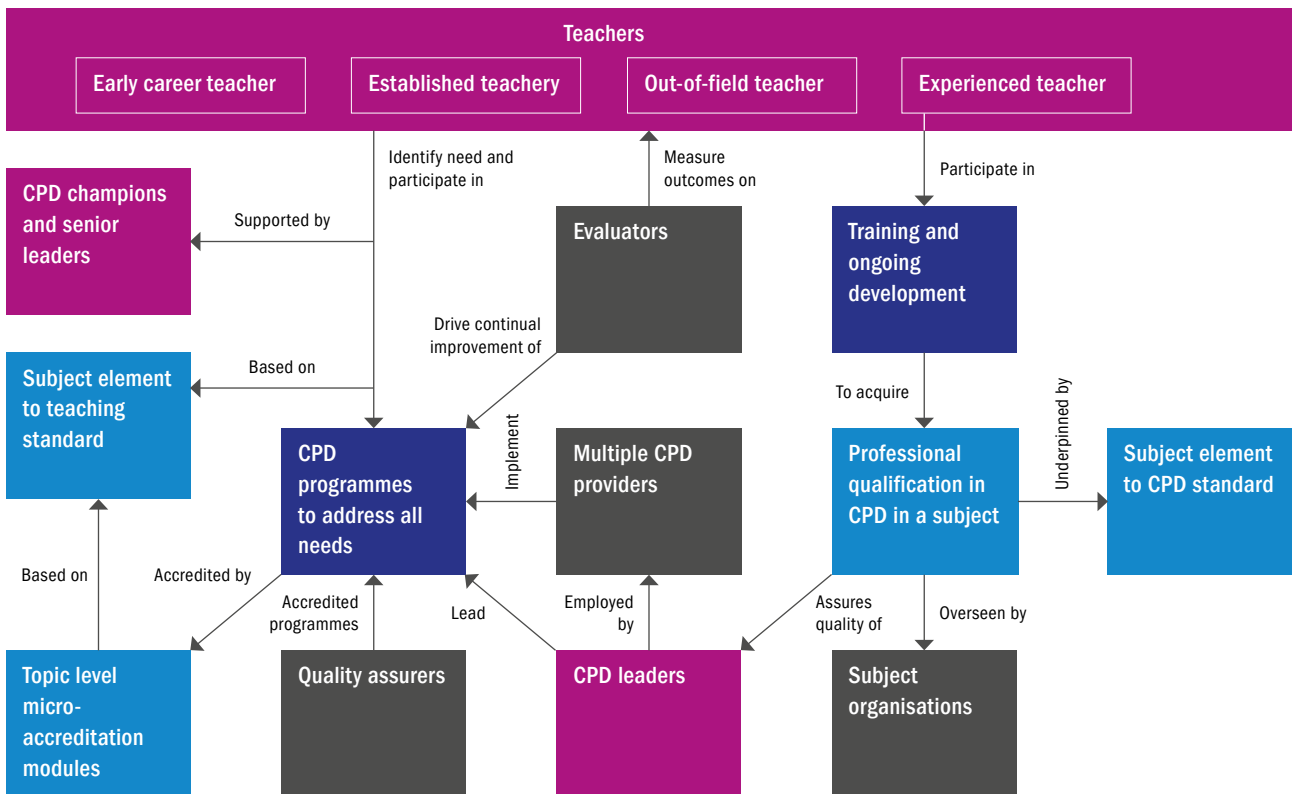 Teachers
Early career teacher
Established teachery
Out-of-field teacher
Experienced teacher
Identify need and
participate in
Measure
outcomes on
Participate in
CPD champions
and senior
leaders
Supported by
Evaluators
Training and
ongoing
development
Drive continual
improvement of
Subject element
to teaching
standard
Based on
To acquire
Underpinned by
CPD
programmes
to address all
needs
Implement
Multiple CPD
providers
Professional
qualification in
CPD in a subject
Subject element
to CPD standard
Based on
Accredited by
Accredited
programmes
Lead
Employed
by
Assures
quality of
Overseen by
Topic level
micro-
accreditation
modules
Quality assurers
CPD leaders
Subject
organisations